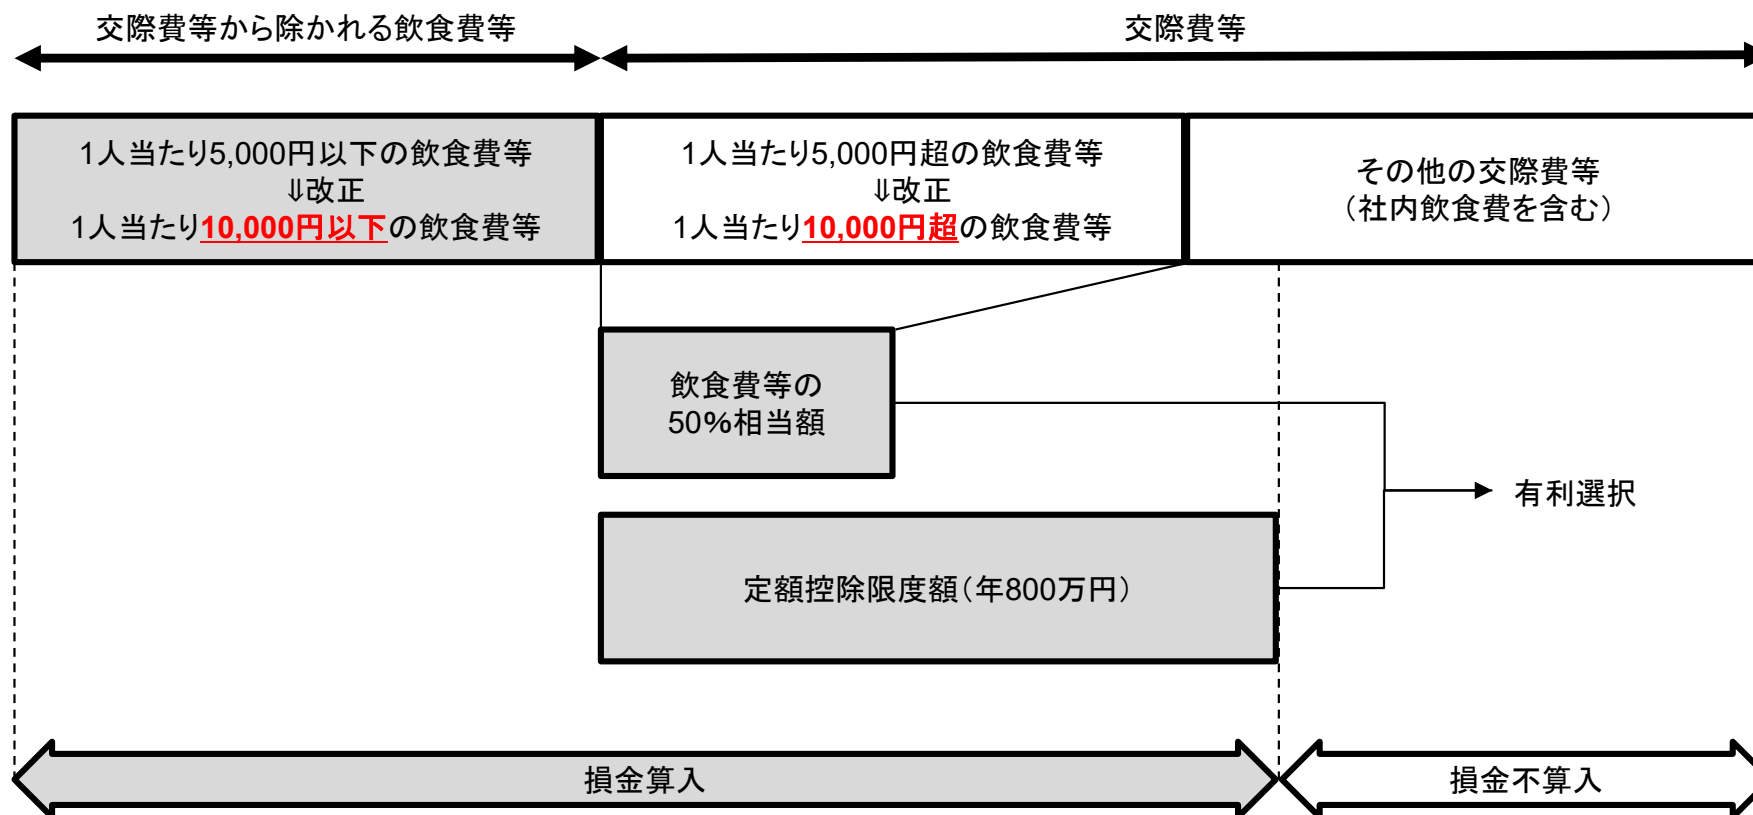 交際費等から除かれる飲食費等
交際費等
1人当たり5,000円以下の飲食費等
⇓改正
1人当たり10,000円以下の飲食費等
1人当たり5,000円超の飲食費等
⇓改正
1人当たり10,000円超の飲食費等
その他の交際費等
（社内飲食費を含む）
飲食費等の
50%相当額
有利選択
定額控除限度額（年800万円）
損金算入
損金不算入